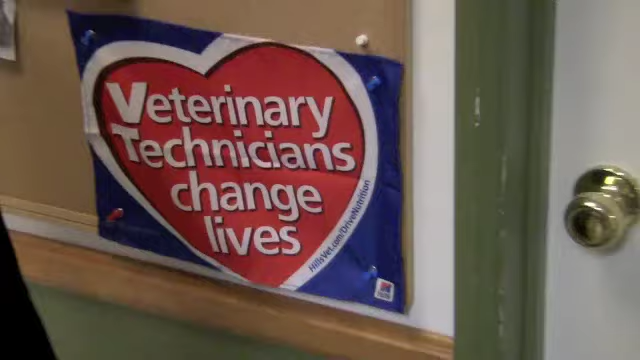 Veterinary
Technicians
change
lives
HillsVet.com/DriveNutrition